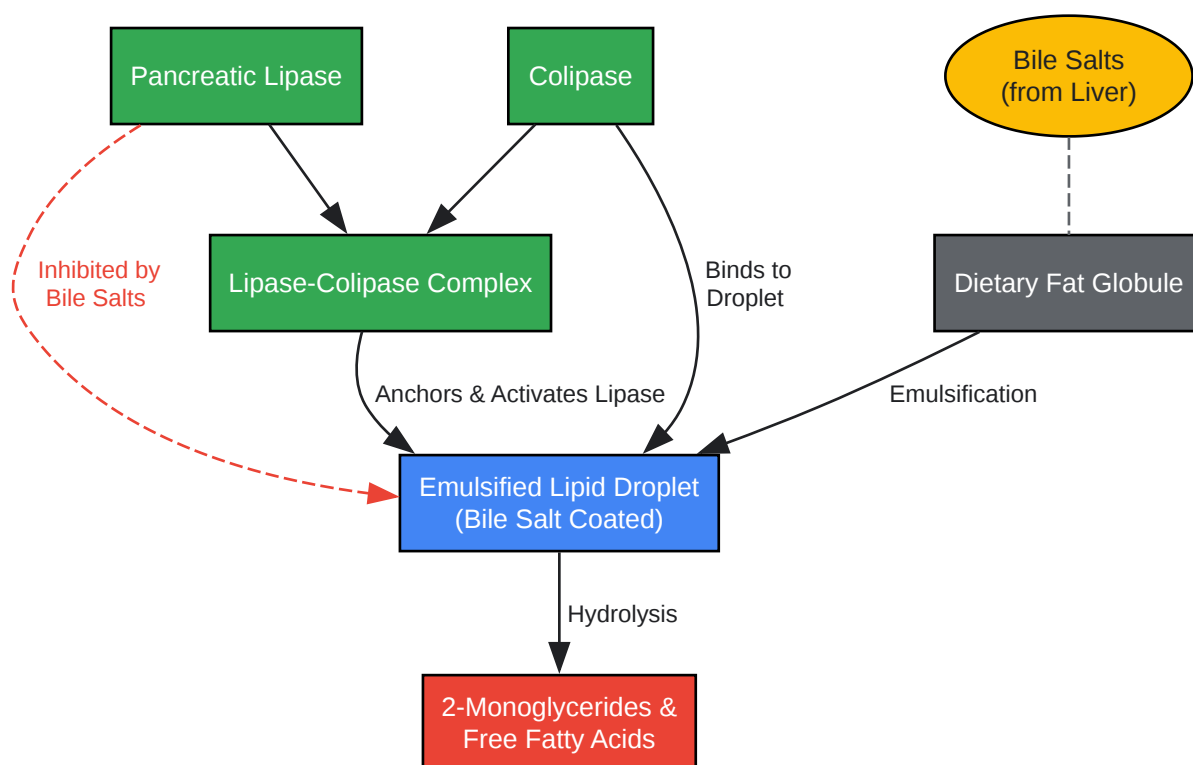 Pancreatic Lipase
Colipase
Bile Salts
(from Liver)
Inhibited by
Bile Salts
Lipase-Colipase Complex
Binds to
Droplet
Dietary Fat Globule
Anchors & Activates Lipase
Emulsification
Emulsified Lipid Droplet
(Bile Salt Coated)
Hydrolysis
2-Monoglycerides &
Free Fatty Acids